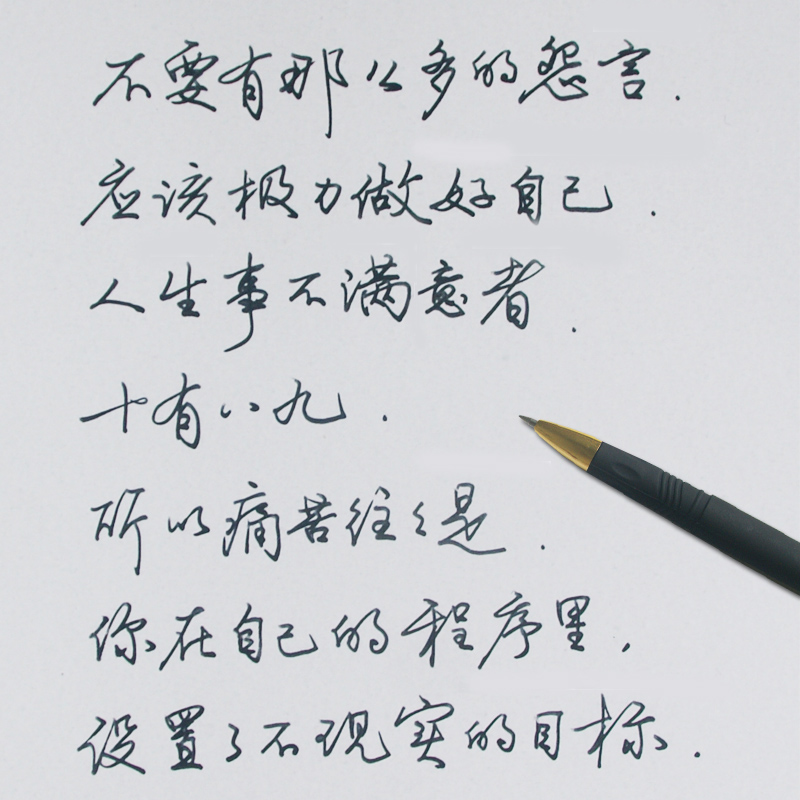 不要有那么多的怨言.
应该极力做好自己.
人生事不满意者.
十有八九.
所以痛苦往々是.
你在自己的程序里,
设置了不现实的目标.